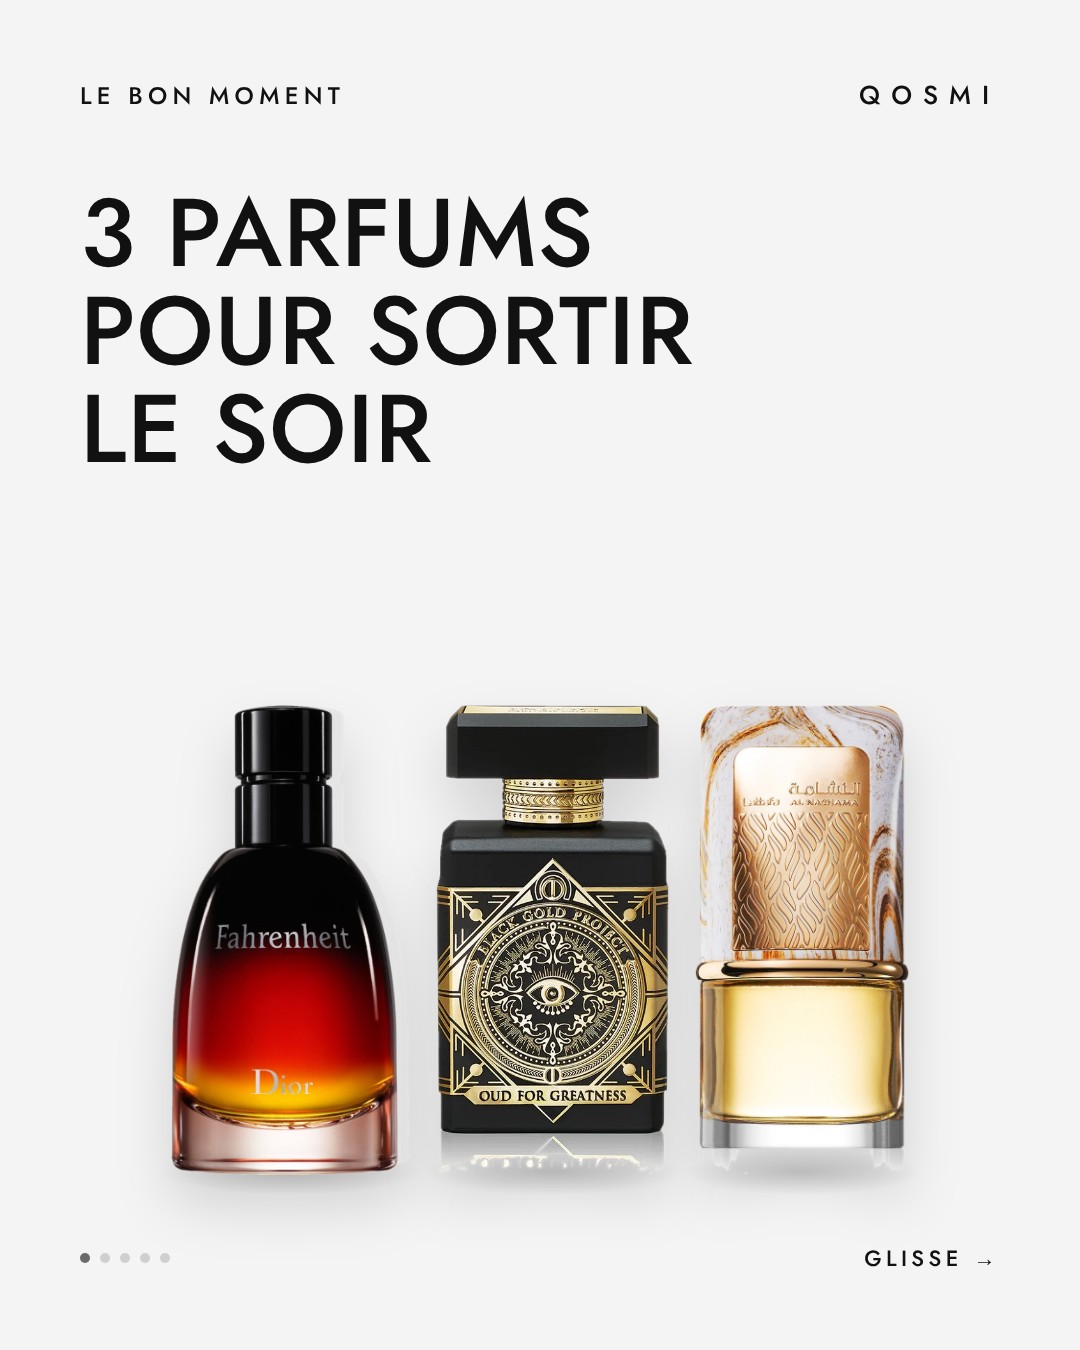 LE BON MOMENT
QOSMI
3 PARFUMS
POUR SORTIR
LE SOIR
Fahrenheit
Dior
BLACK GOLD PROJECT
OUD FOR GREATNESS
النشامة
Lattafa AL NASHAMA
GLISSE →